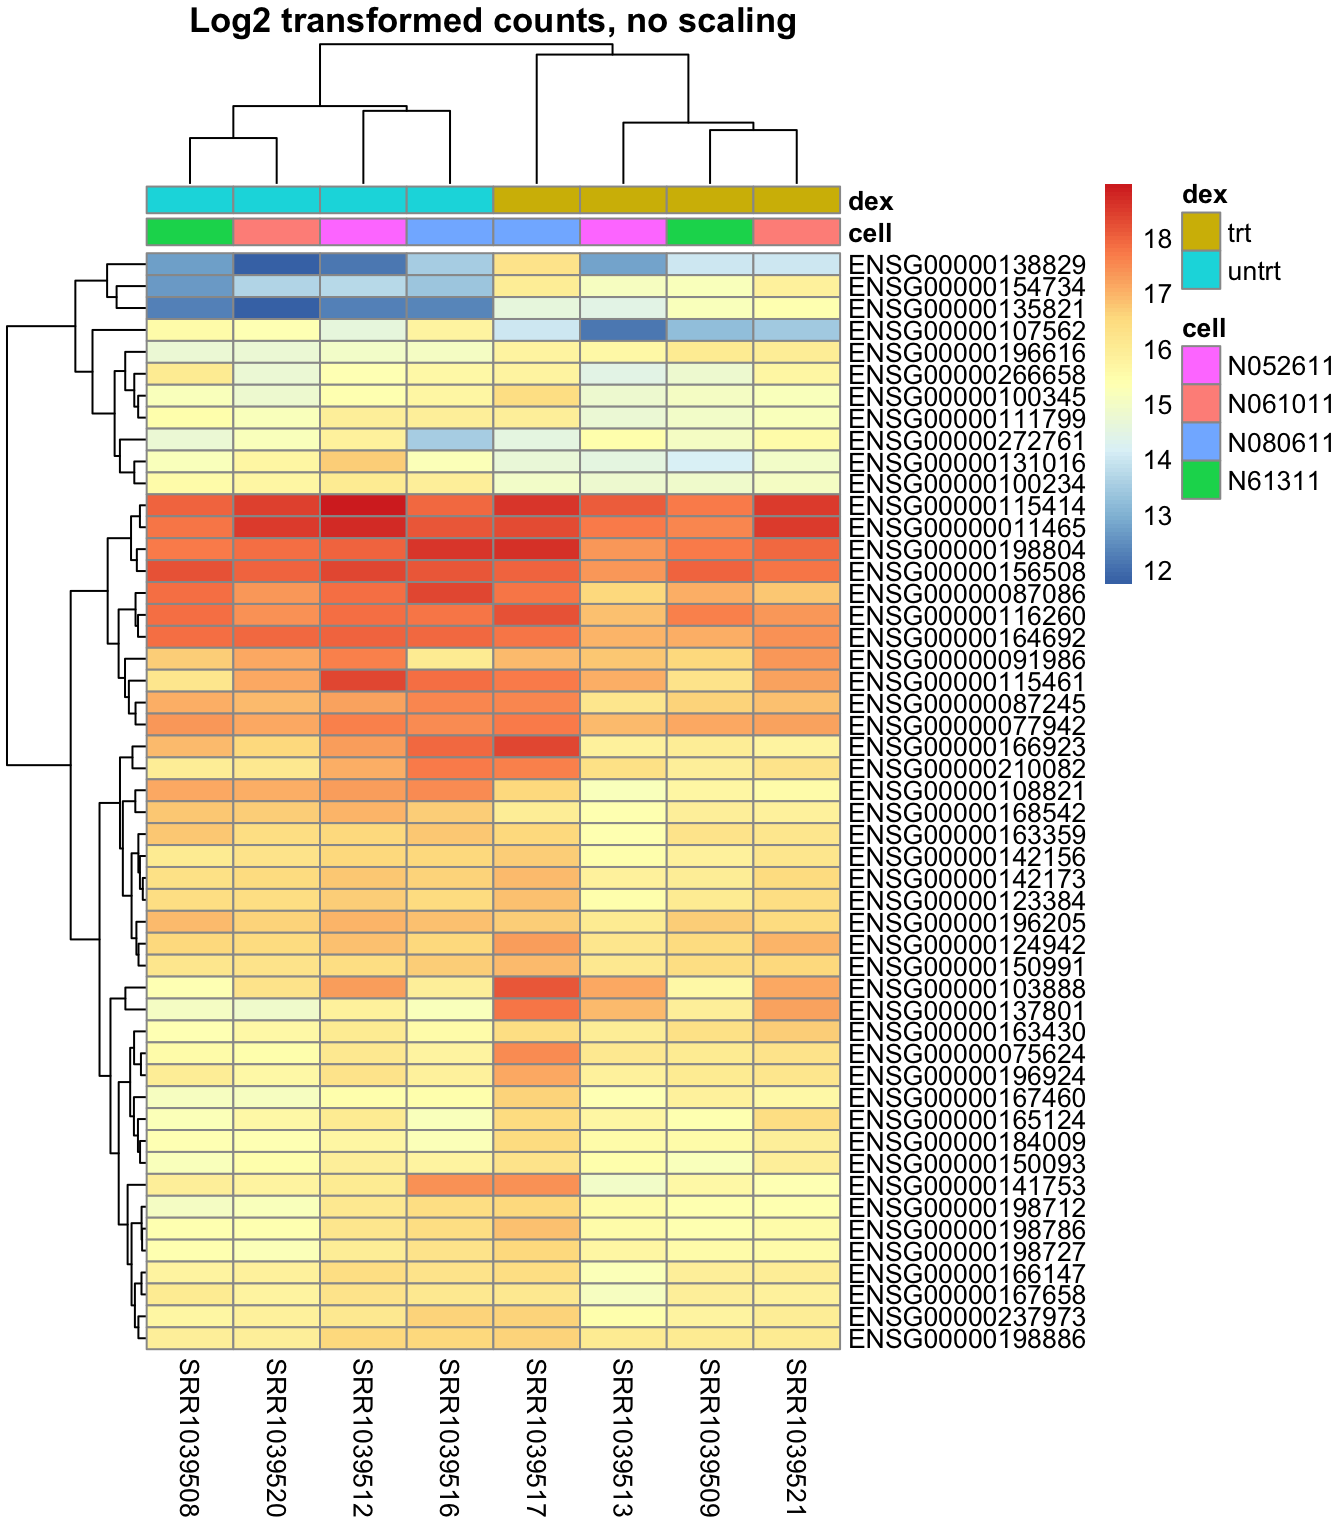 Log2 transformed counts, no scaling
dex
cell
ENSG00000138829
ENSG00000154734
ENSG00000135821
ENSG00000107562
ENSG00000196616
ENSG00000266658
ENSG00000100345
ENSG00000111799
ENSG00000272761
ENSG00000131016
ENSG00000100234
ENSG00000115414
ENSG00000011465
ENSG00000198804
ENSG00000156508
ENSG00000087086
ENSG00000116260
ENSG00000164692
ENSG00000091986
ENSG00000115461
ENSG00000087245
ENSG00000077942
ENSG00000166923
ENSG00000210082
ENSG00000108821
ENSG00000168542
ENSG00000163359
ENSG00000142156
ENSG00000142173
ENSG00000123384
ENSG00000196205
ENSG00000124942
ENSG00000150991
ENSG00000103888
ENSG00000137801
ENSG00000163430
ENSG00000075624
ENSG00000196924
ENSG00000167460
ENSG00000165124
ENSG00000184009
ENSG00000150093
ENSG00000141753
ENSG00000198712
ENSG00000198786
ENSG00000198727
ENSG00000166147
ENSG00000167658
ENSG00000237973
ENSG00000198886
SRR1039508
SRR1039520
SRR1039512
SRR1039516
SRR1039517
SRR1039513
SRR1039509
SRR1039521
18
17
16
15
14
13
12
dex
trt
untrt
cell
N052611
N061011
N080611
N61311